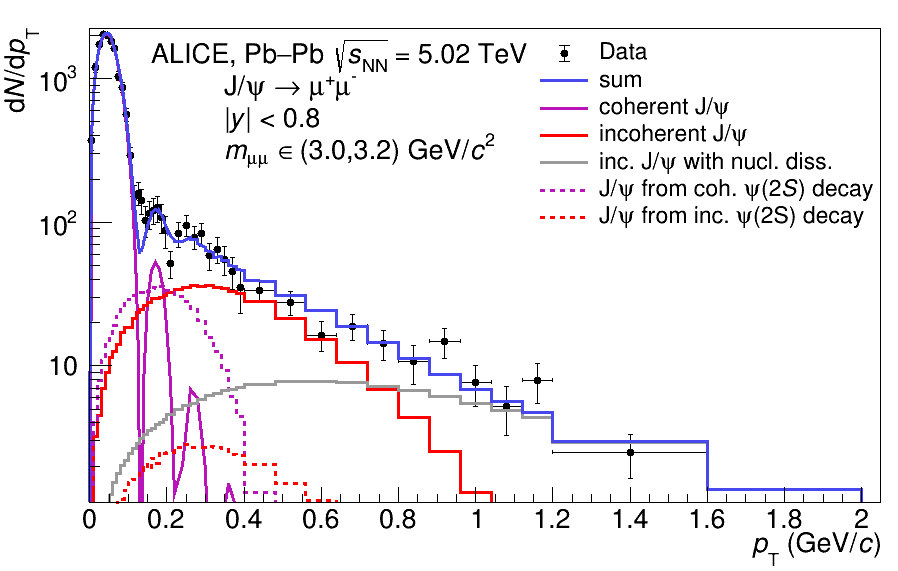 dN/dp_T
ALICE, Pb–Pb √s_NN = 5.02 TeV
J/ψ → μ⁺μ⁻
|y| < 0.8
m_μμ ∈ (3.0,3.2) GeV/c²
Data
sum
coherent J/ψ
incoherent J/ψ
inc. J/ψ with nucl. diss.
J/ψ from coh. ψ(2S) decay
J/ψ from inc. ψ(2S) decay
10³
10²
10
0 0.2 0.4 0.6 0.8 1 1.2 1.4 1.6 1.8 2
p_T (GeV/c)